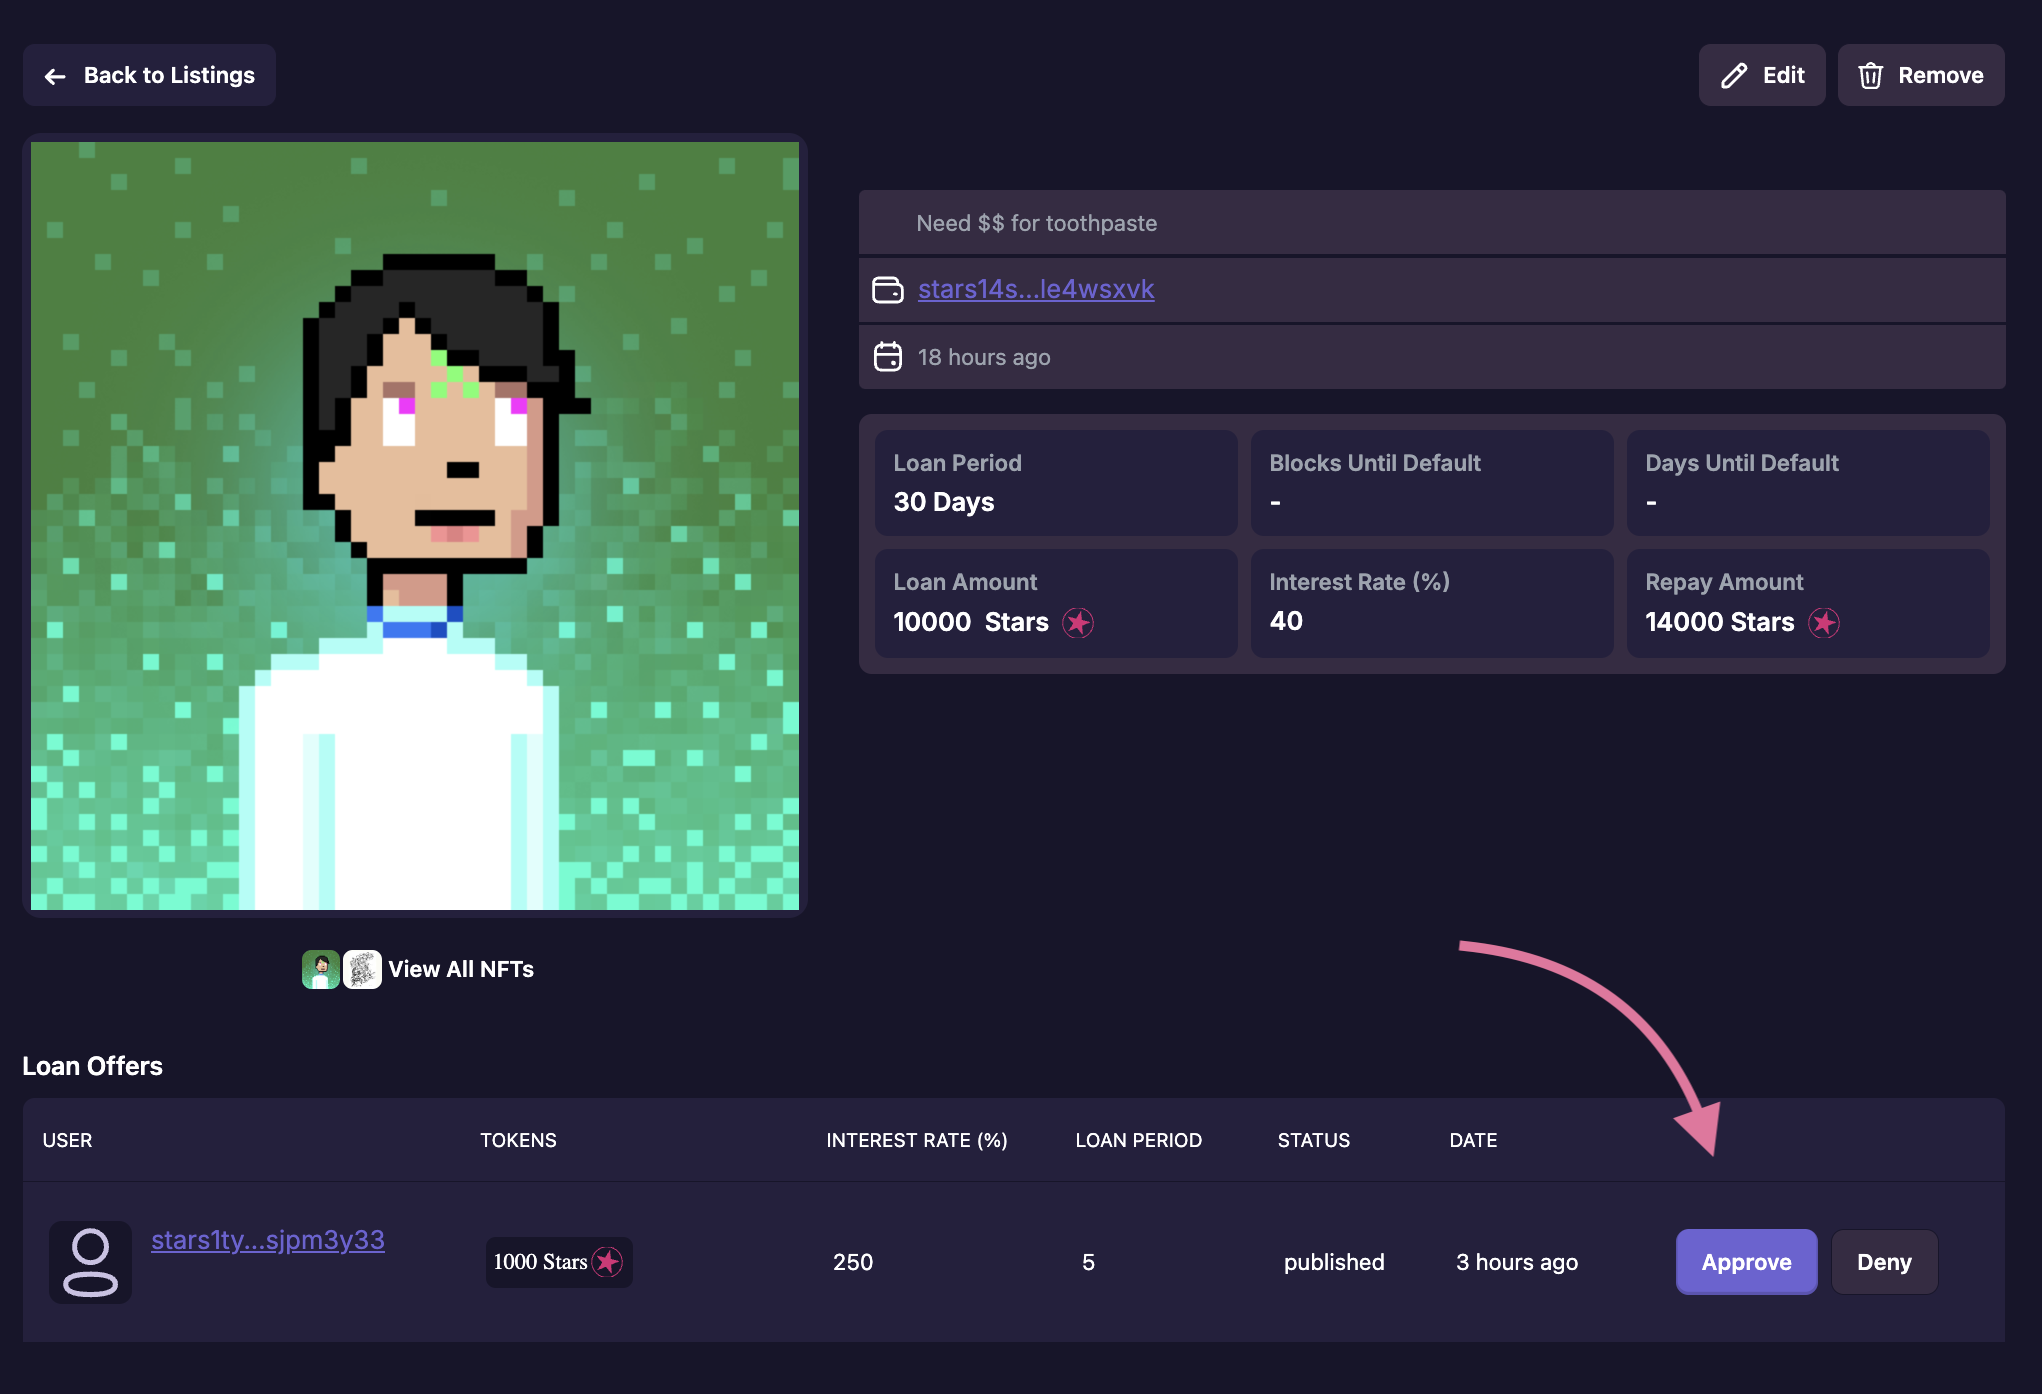 Back to Listings
Edit
Remove
Need $$ for toothpaste
stars14s...le4wsxvk
18 hours ago
Loan Period
30 Days
Blocks Until Default
-
Days Until Default
-
Loan Amount
10000 Stars
Interest Rate (%)
40
Repay Amount
14000 Stars
View All NFTs
Loan Offers
USER TOKENS INTEREST RATE (%) LOAN PERIOD STATUS DATE
stars1ty...sjpm3y33 1000 Stars 250 5 published 3 hours ago Approve Deny